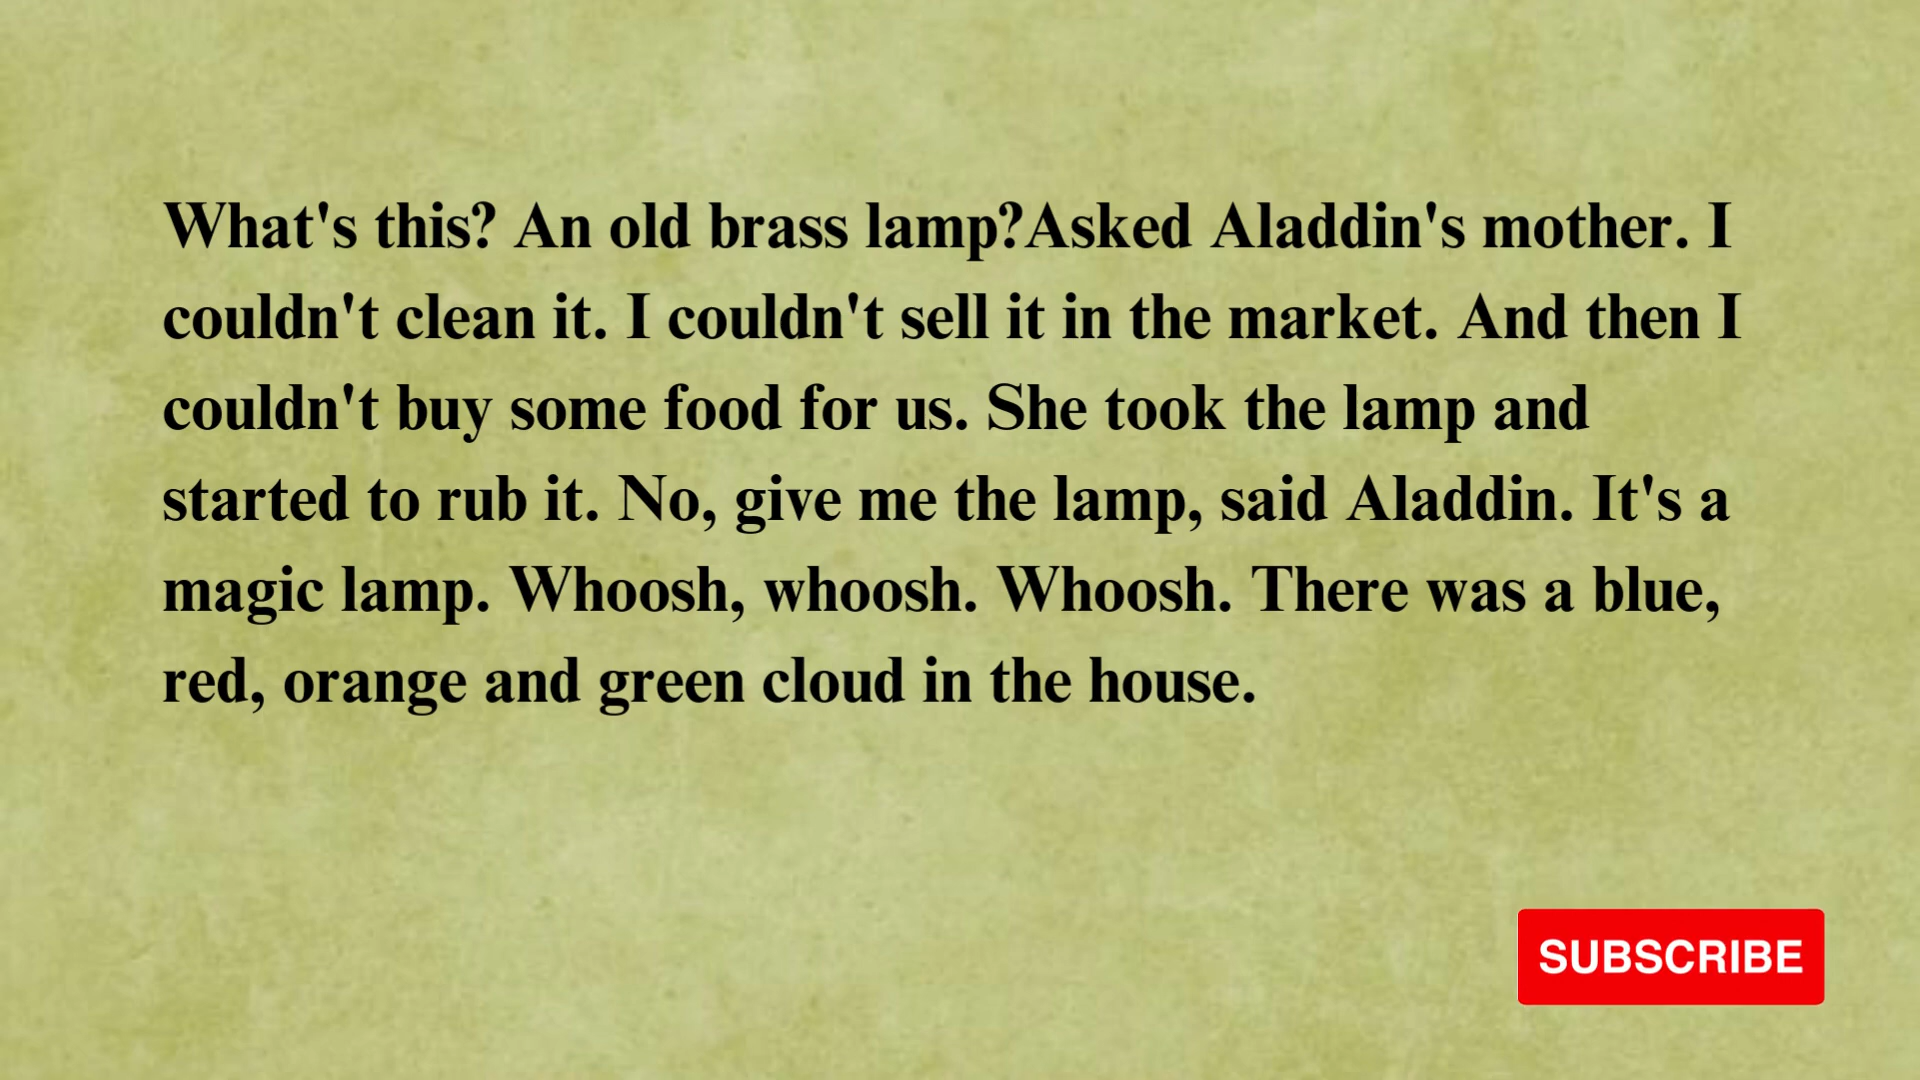 What's this? An old brass lamp?Asked Aladdin's mother. I
couldn't clean it. I couldn't sell it in the market. And then I
couldn't buy some food for us. She took the lamp and
started to rub it. No, give me the lamp, said Aladdin. It's a
magic lamp. Whoosh, whoosh. Whoosh. There was a blue,
red, orange and green cloud in the house.
SUBSCRIBE